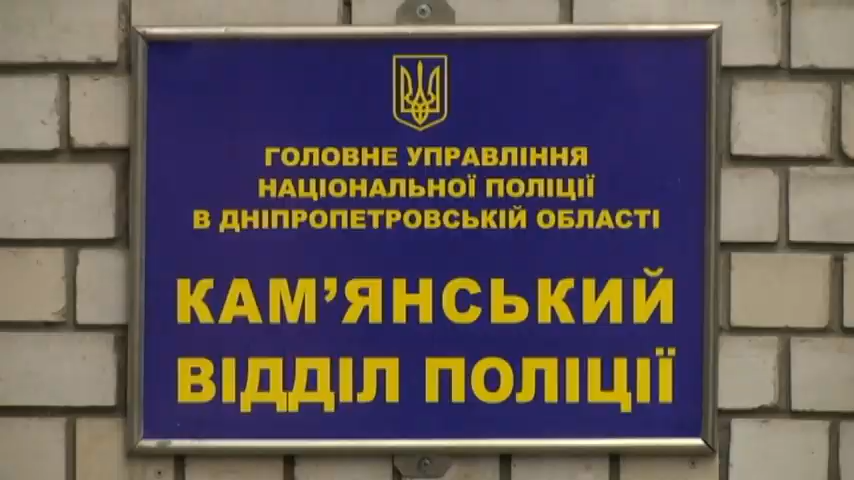 ГОЛОВНЕ УПРАВЛІННЯ
НАЦІОНАЛЬНОЇ ПОЛІЦІЇ
В ДНІПРОПЕТРОВСЬКІЙ ОБЛАСТІ
КАМ’ЯНСЬКИЙ
ВІДДІЛ ПОЛІЦІЇ